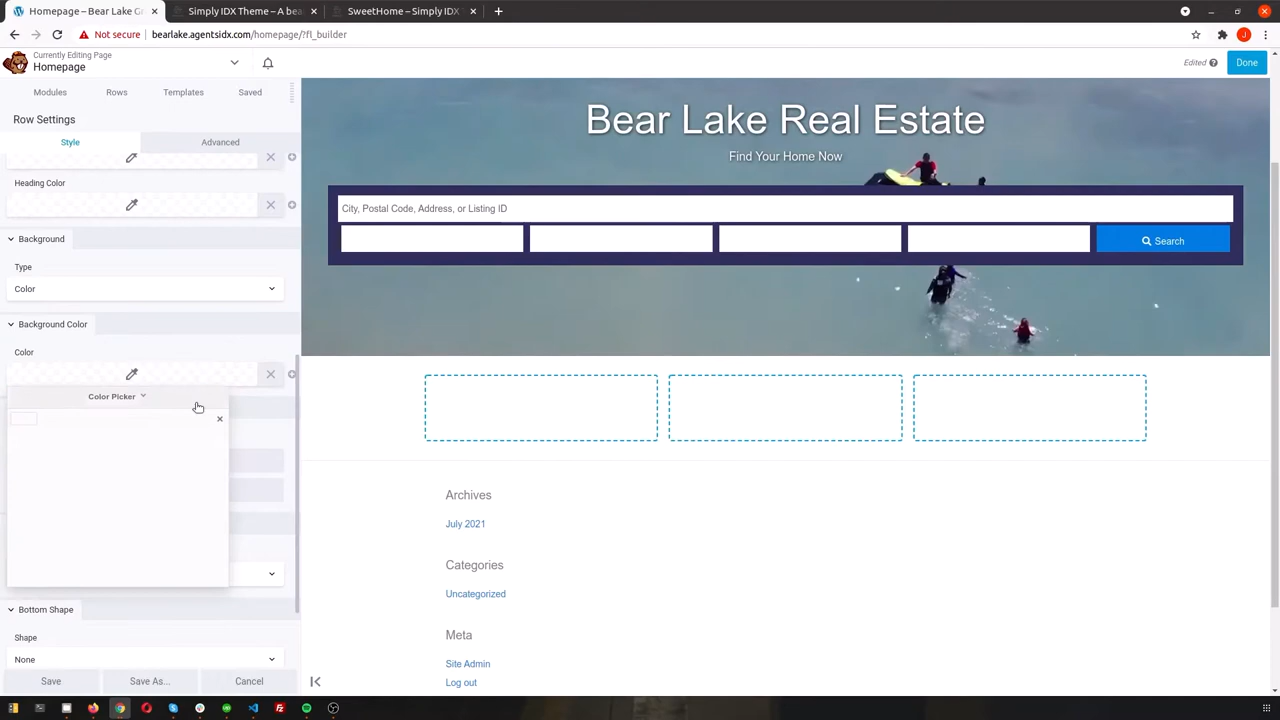 Homepage – Bear Lake Ga
Simply IDX Theme – A bea
SweetHome – Simply IDX T
Not secure
bearlake.agentsidx.com/homepage/?fl_builder
J
Currently Editing Page
Homepage
Edited
Done
Modules
Rows
Templates
Saved
Row Settings
Style
Advanced
Heading Color
Background
Type
Color
Background Color
Color
Color Picker
Bottom Shape
Shape
None
Save
Save As...
Cancel
Bear Lake Real Estate
Find Your Home Now
City, Postal Code, Address, or Listing ID
Search
Archives
July 2021
Categories
Uncategorized
Meta
Site Admin
Log out